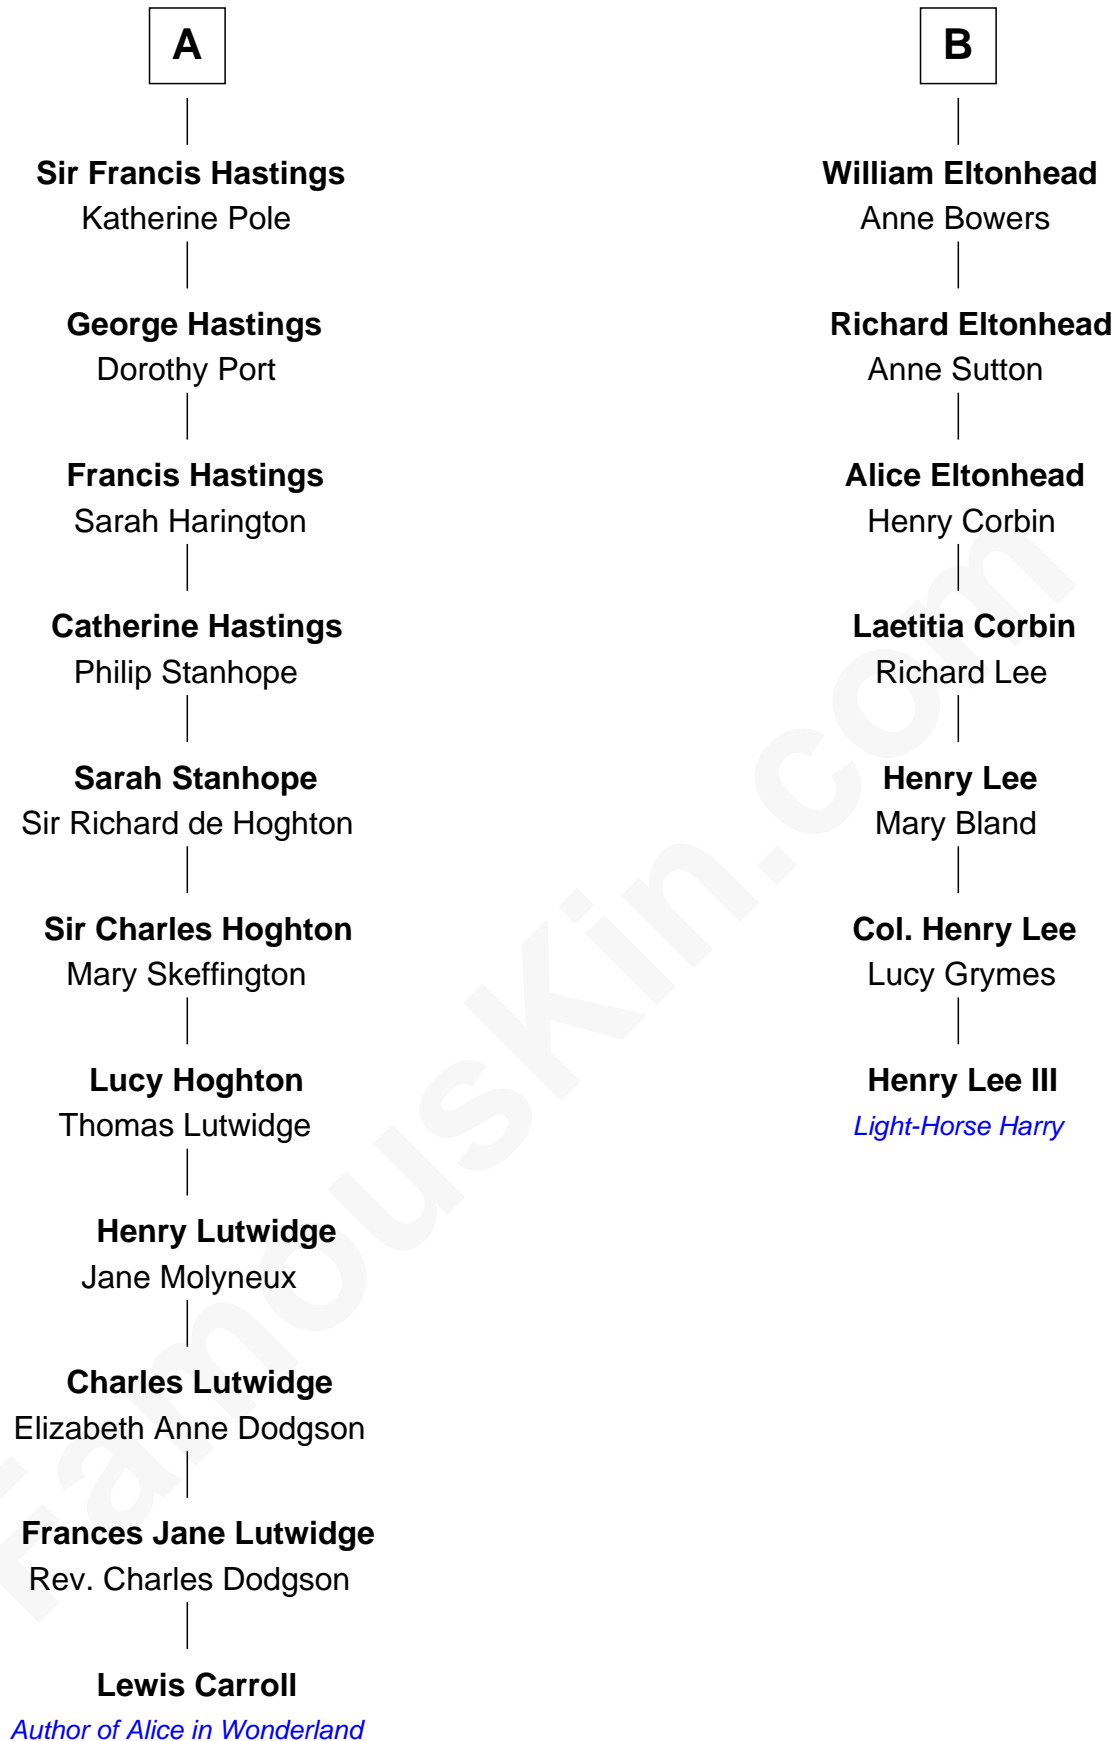 A
Sir Francis Hastings
Katherine Pole
George Hastings
Dorothy Port
Francis Hastings
Sarah Harington
Catherine Hastings
Philip Stanhope
Sarah Stanhope
Sir Richard de Hoghton
Sir Charles Hoghton
Mary Skeffington
Lucy Hoghton
Thomas Lutwidge
Henry Lutwidge
Jane Molyneux
Charles Lutwidge
Elizabeth Anne Dodgson
Frances Jane Lutwidge
Rev. Charles Dodgson
Lewis Carroll
Author of Alice in Wonderland
B
William Eltonhead
Anne Bowers
Richard Eltonhead
Anne Sutton
Alice Eltonhead
Henry Corbin
Laetitia Corbin
Richard Lee
Henry Lee
Mary Bland
Col. Henry Lee
Lucy Grymes
Henry Lee III
Light-Horse Harry
FamousKin.com